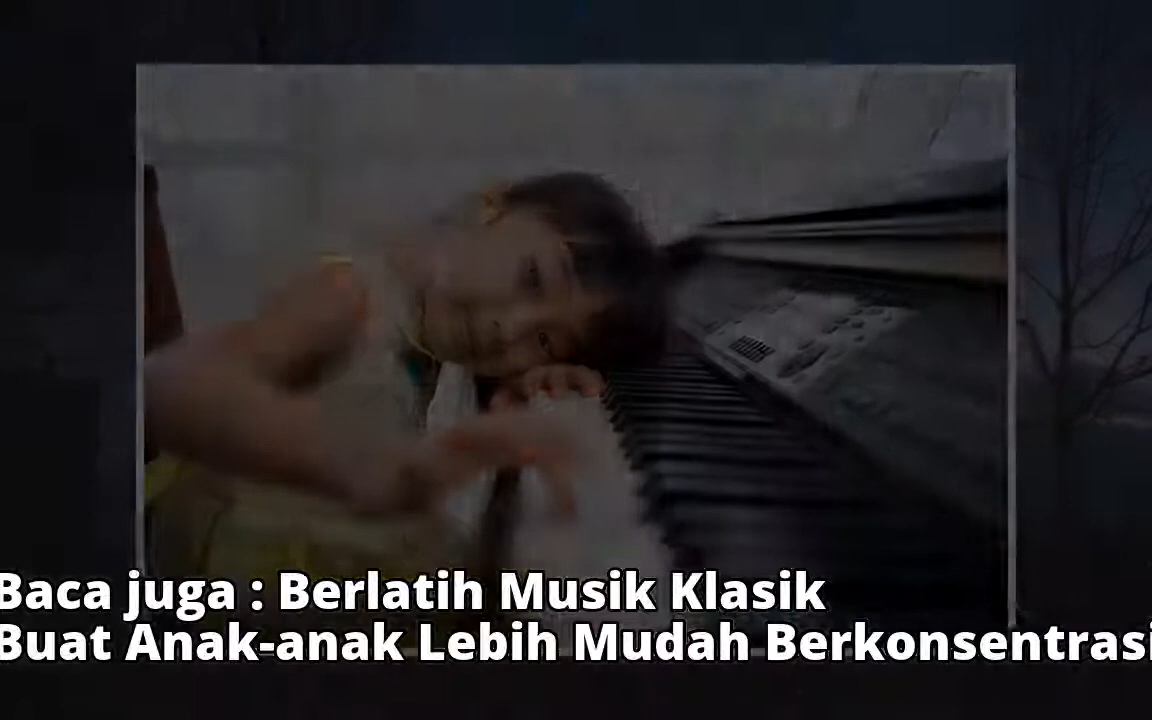 Baca juga : Berlatih Musik Klasik
Buat Anak-anak Lebih Mudah Berkonsentrasi